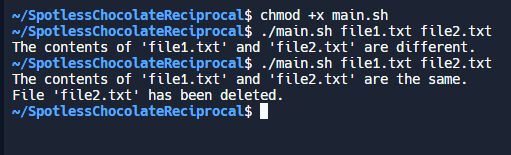 ~/SpotlessChocolateReciprocal$ chmod +x main.sh
~/SpotlessChocolateReciprocal$ ./main.sh file1.txt file2.txt
The contents of 'file1.txt' and 'file2.txt' are different.
~/SpotlessChocolateReciprocal$ ./main.sh file1.txt file2.txt
The contents of 'file1.txt' and 'file2.txt' are the same.
File 'file2.txt' has been deleted.
~/SpotlessChocolateReciprocal$